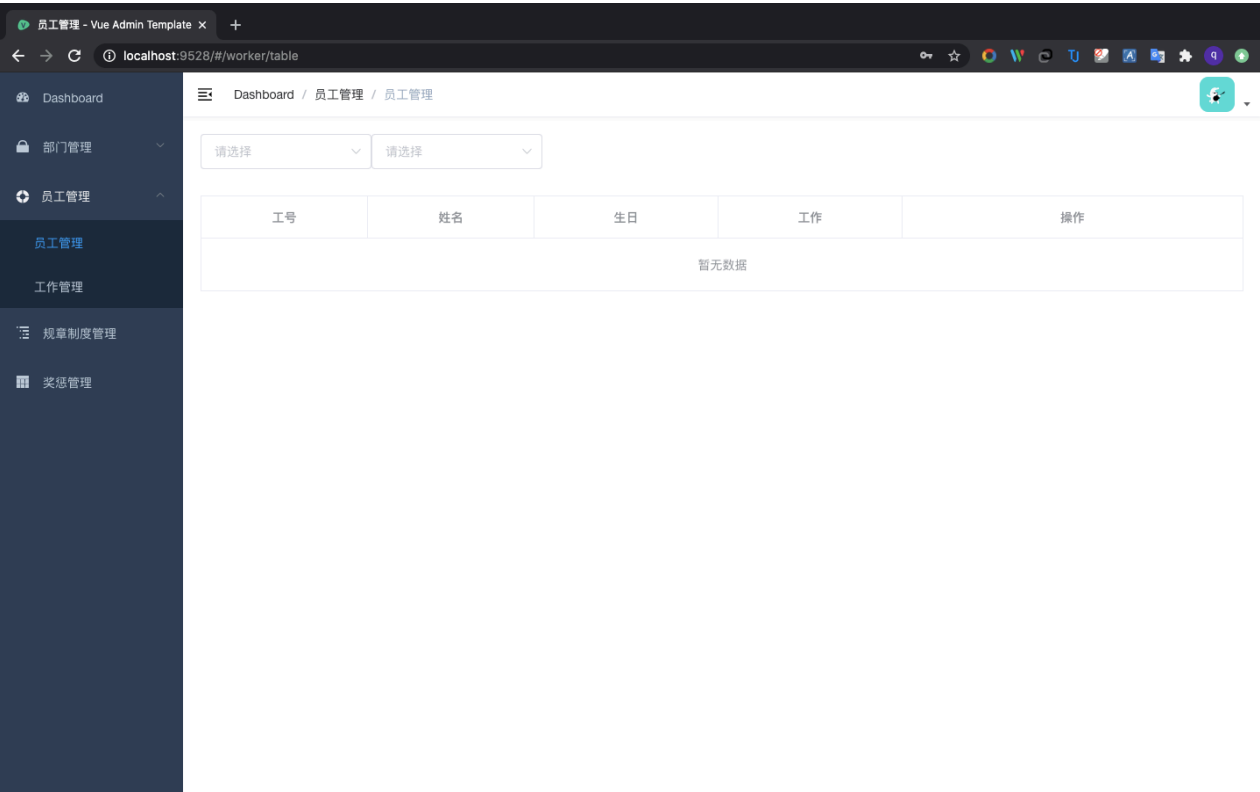 员工管理 - Vue Admin Template
localhost:9528/#/worker/table
Dashboard
部门管理
员工管理
员工管理
工作管理
规章制度管理
奖惩管理
Dashboard / 员工管理 / 员工管理
请选择 请选择
工号 姓名 生日 工作 操作
暂无数据